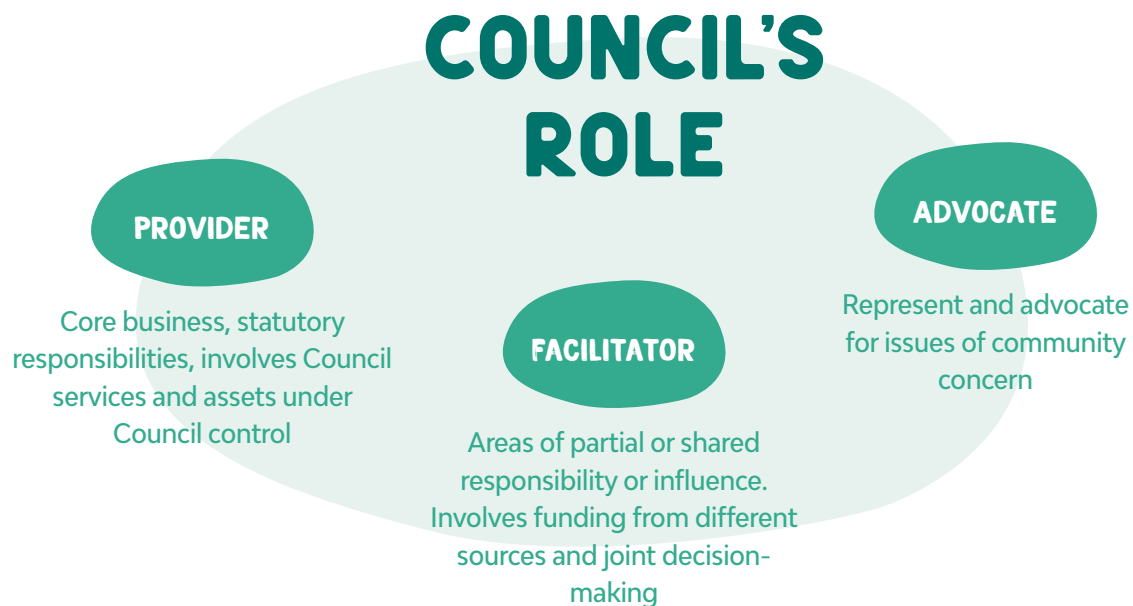 COUNCIL'S
ROLE
PROVIDER
Core business, statutory
responsibilities, involves Council
services and assets under
Council control
FACILITATOR
Areas of partial or shared
responsibility or influence.
Involves funding from different
sources and joint decision-
making
ADVOCATE
Represent and advocate
for issues of community
concern